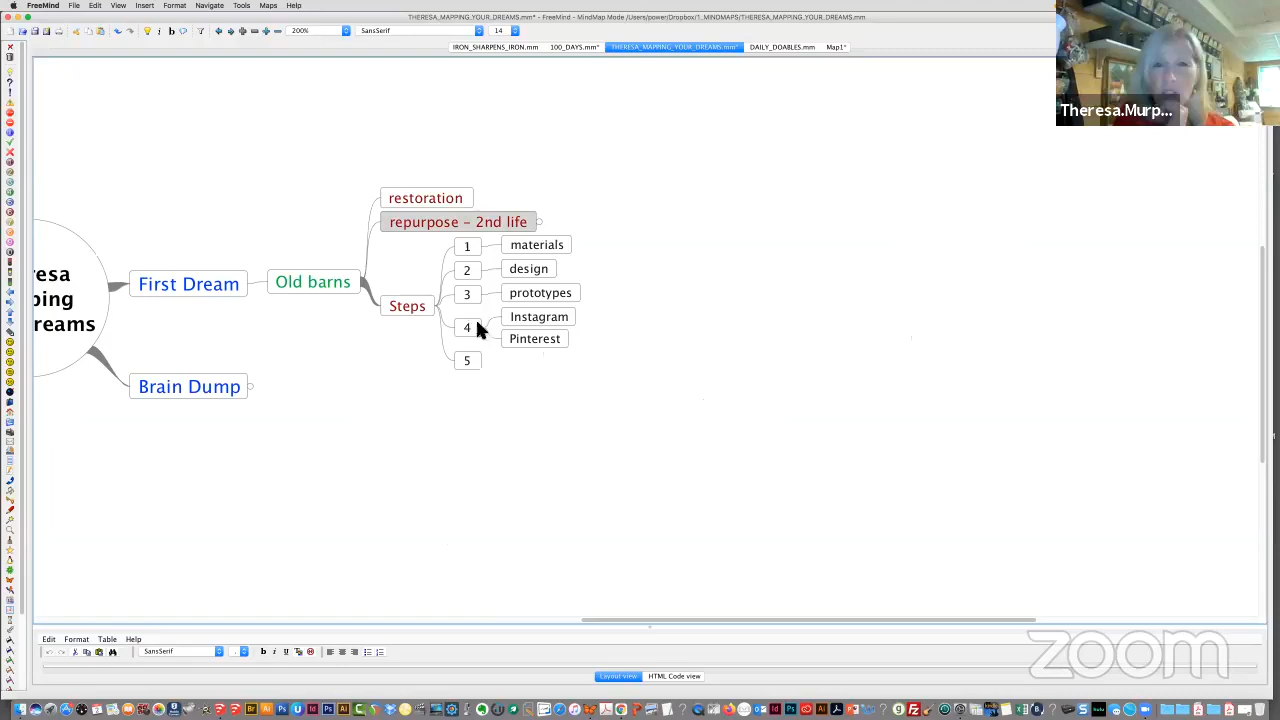 FreeMind File Edit View Insert Format Navigate Tools Maps Help
THERESA_MAPPING_YOUR_DREAMS.mm* - FreeMind - MindMap Mode /Users/power/Dropbox/1_MINDMAPS/THERESA_MAPPING_YOUR_DREAMS.mm
200% SansSerif 14
IRON_SHARPENS_IRON.mm 100_DAYS.mm* THERESA_MAPPING_YOUR_DREAMS.mm* DAILY_DOABLES.mm Map1*
Theresa.Murp...
restoration
repurpose - 2nd life
1 materials
2 design
3 prototypes
4 Instagram
Pinterest
5
Steps
Old barns
First Dream
esa
ping
reams
Brain Dump
Edit Format Table Help
SansSerif
Layout view HTML Code view
zoom